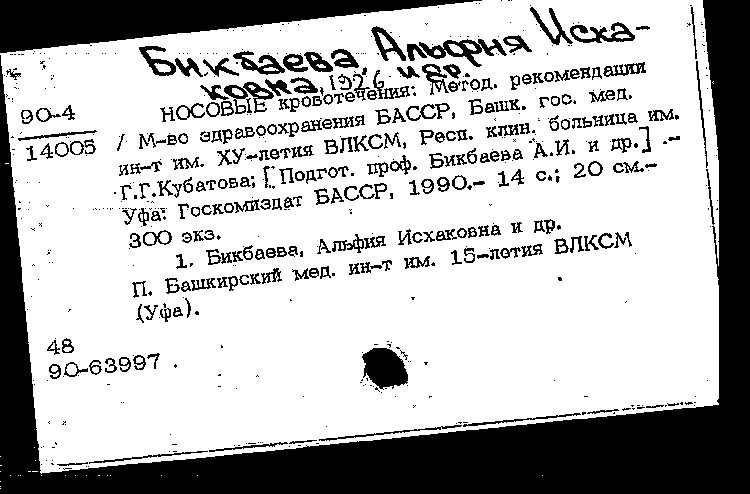 Бикбаева, Альфия Исха-
ковна, 1926 и др.
90-4
14005
НОСОВЫЕ кровотечения: Метод. рекомендации
/ М-во здравоохранения БАССР, Башк. гос. мед.
ин-т им. ХУ-летия ВЛКСМ, Респ. клин. больница им.
Г.Г.Кубатова; [Подгот. проф. Бикбаева А.И. и др.] .-
Уфа: Госкомиздат БАССР, 1990.- 14 с.; 20 см.-
300 экз.
1. Бикбаева, Альфия Исхаковна и др.
П. Башкирский мед. ин-т им. 15-летия ВЛКСМ
(Уфа).
48
90-63997 .